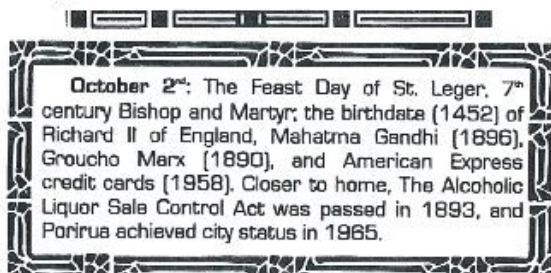 October 2nd: The Feast Day of St. Leger, 7th
century Bishop and Martyr; the birthdate (1452) of
Richard II of England, Mahatma Gandhi (1896),
Groucho Marx (1890), and American Express
credit cards (1958). Closer to home, The Alcoholic
Liquor Sale Control Act was passed in 1893, and
Porirua achieved city status in 1965.